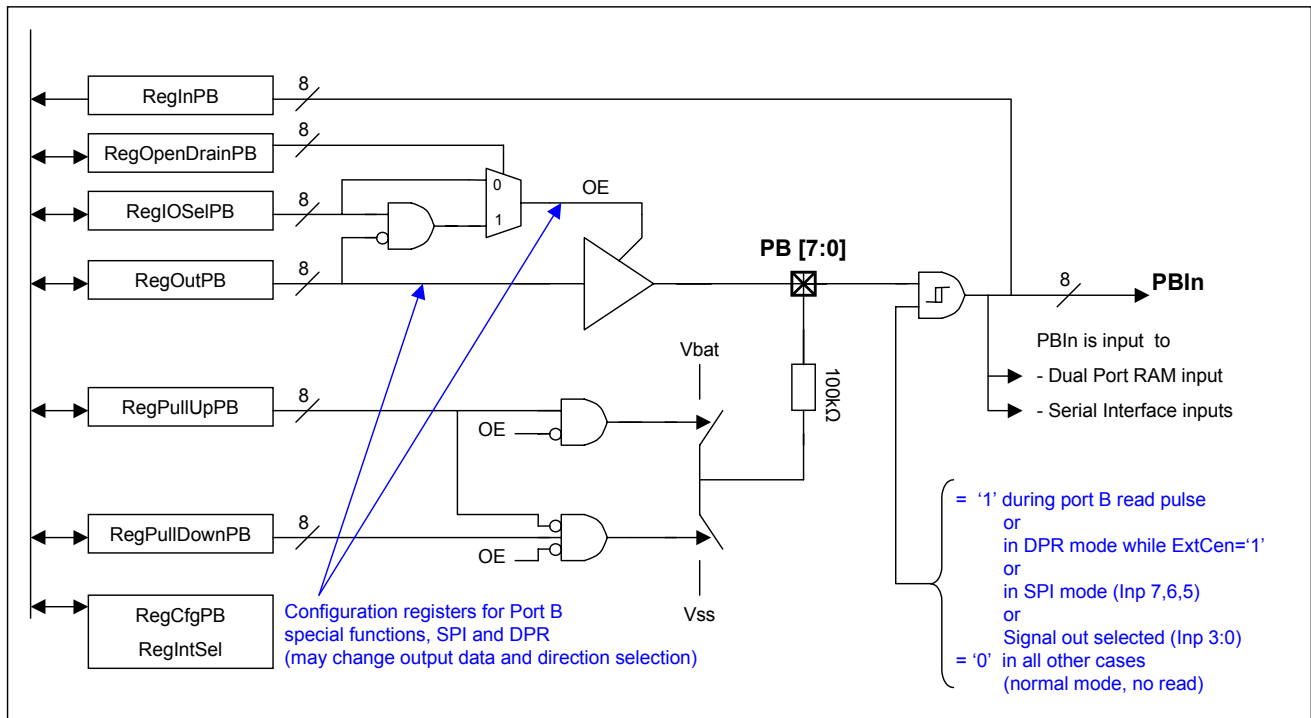 RegInPB
8
RegOpenDrainPB
8
RegIOSelPB
8
0
1
OE
RegOutPB
8
PB [7:0]
8
PBIn
PBIn is input to
- Dual Port RAM input
- Serial Interface inputs
Vbat
100kΩ
RegPullUpPB
8
OE
RegPullDownPB
8
OE
Vss
RegCfgPB
RegIntSel
Configuration registers for Port B
special functions, SPI and DPR
(may change output data and direction selection)
= ‘1’ during port B read pulse
or
in DPR mode while ExtCen=‘1’
or
in SPI mode (Inp 7,6,5)
or
Signal out selected (Inp 3:0)
= ‘0’ in all other cases
(normal mode, no read)